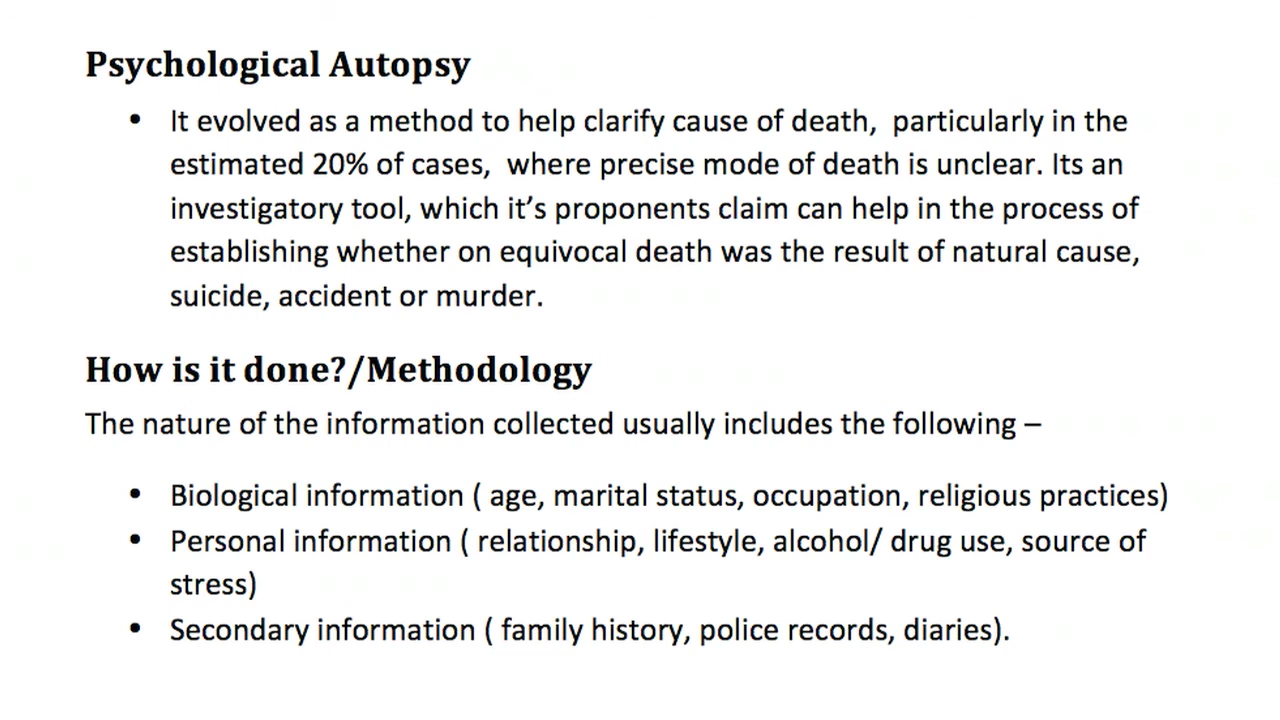 Psychological Autopsy
• It evolved as a method to help clarify cause of death,  particularly in the
estimated 20% of cases,  where precise mode of death is unclear. Its an
investigatory tool, which it’s proponents claim can help in the process of
establishing whether on equivocal death was the result of natural cause,
suicide, accident or murder.
How is it done?/Methodology
The nature of the information collected usually includes the following –
• Biological information ( age, marital status, occupation, religious practices)
• Personal information ( relationship, lifestyle, alcohol/ drug use, source of
stress)
• Secondary information ( family history, police records, diaries).